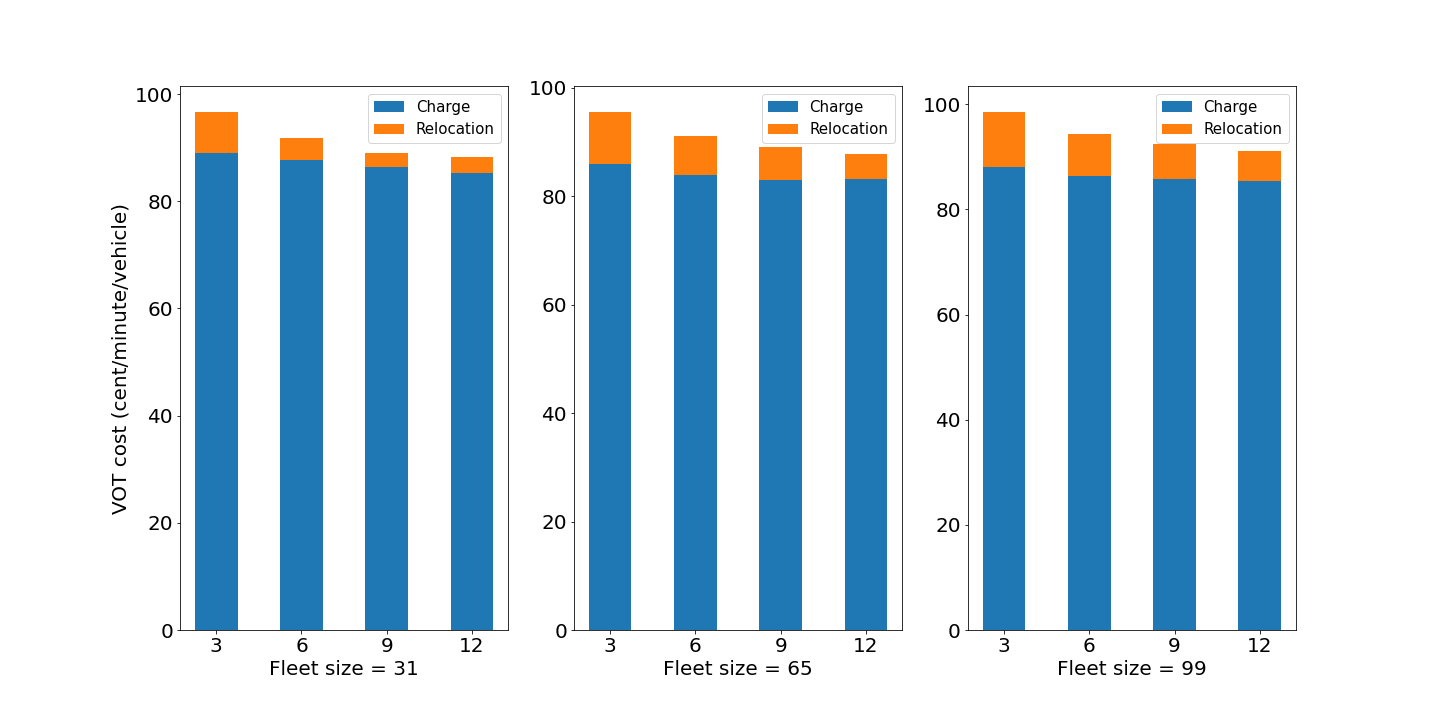 VOT cost (cent/minute/vehicle)
100
80
60
40
20
0
Charge
Relocation
3 6 9 12
Fleet size = 31
100
80
60
40
20
0
Charge
Relocation
3 6 9 12
Fleet size = 65
100
80
60
40
20
0
Charge
Relocation
3 6 9 12
Fleet size = 99